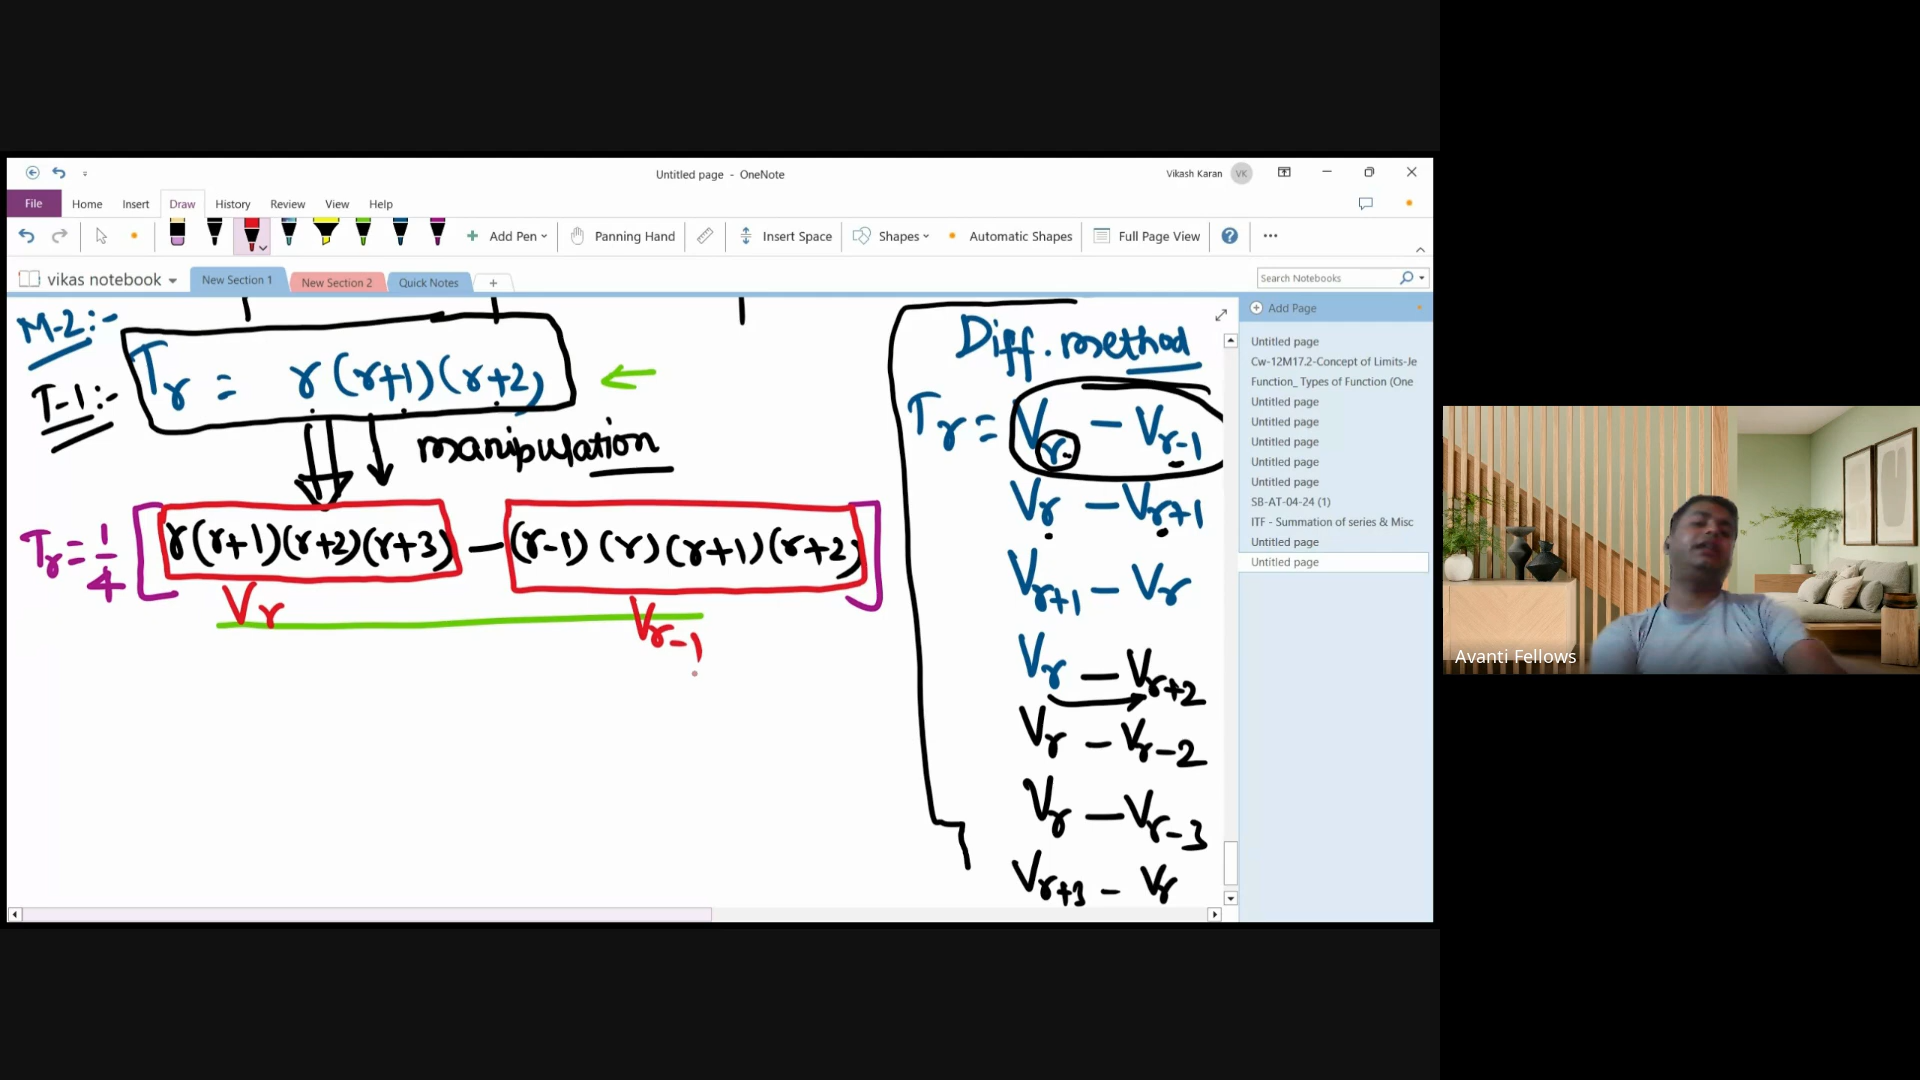 Untitled page - OneNote
Vikash Karan VK
File Home Insert Draw History Review View Help
Add Pen Panning Hand Insert Space Shapes Automatic Shapes ? Full Page View ...
vikas notebook New Section 1 New Section 2 Quick Notes +
Search Notebooks
M-2:-
T-1:-
Tr = r(r+1)(r+2)
manipulation
Tr = 1/4 [r(r+1)(r+2)(r+3) - (r-1)(r)(r+1)(r+2)]
Vr
Vr-1
Diff. method
Tr = Vr - Vr-1
Vr - Vr+1
Vr+1 - Vr
Vr - Vr+2
Vr - Vr-2
Vr - Vr-3
Vr+3 - Vr
Add Page
Untitled page
Cw-12M17.2-Concept of Limits-Je
Function_ Types of Function (One
Untitled page
Untitled page
Untitled page
Untitled page
Untitled page
SB-AT-04-24 (1)
ITF - Summation of series & Misc
Untitled page
Untitled page
Avanti Fellows